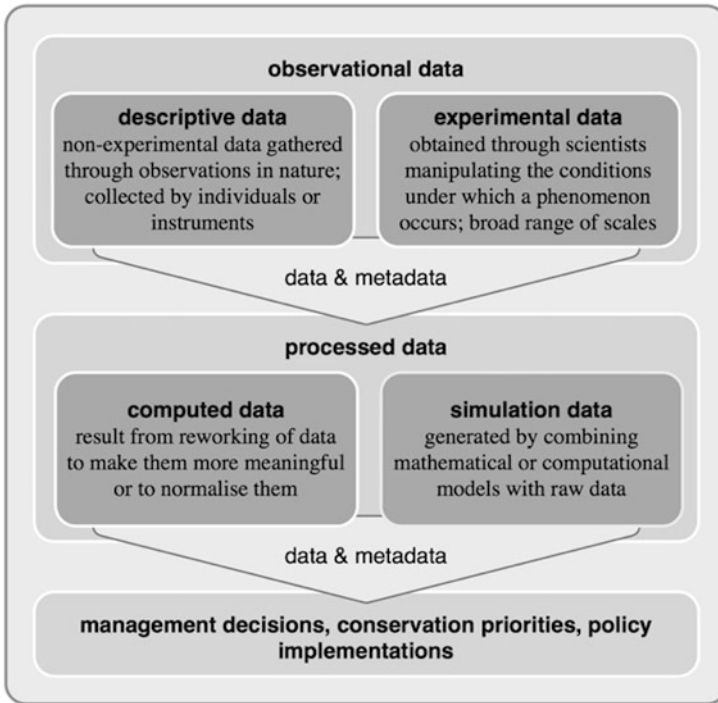 observational data
descriptive data
non-experimental data gathered
through observations in nature;
collected by individuals or
instruments
experimental data
obtained through scientists
manipulating the conditions
under which a phenomenon
occurs; broad range of scales
data & metadata
processed data
computed data
result from reworking of data
to make them more meaningful
or to normalise them
simulation data
generated by combining
mathematical or computational
models with raw data
data & metadata
management decisions, conservation priorities, policy
implementations